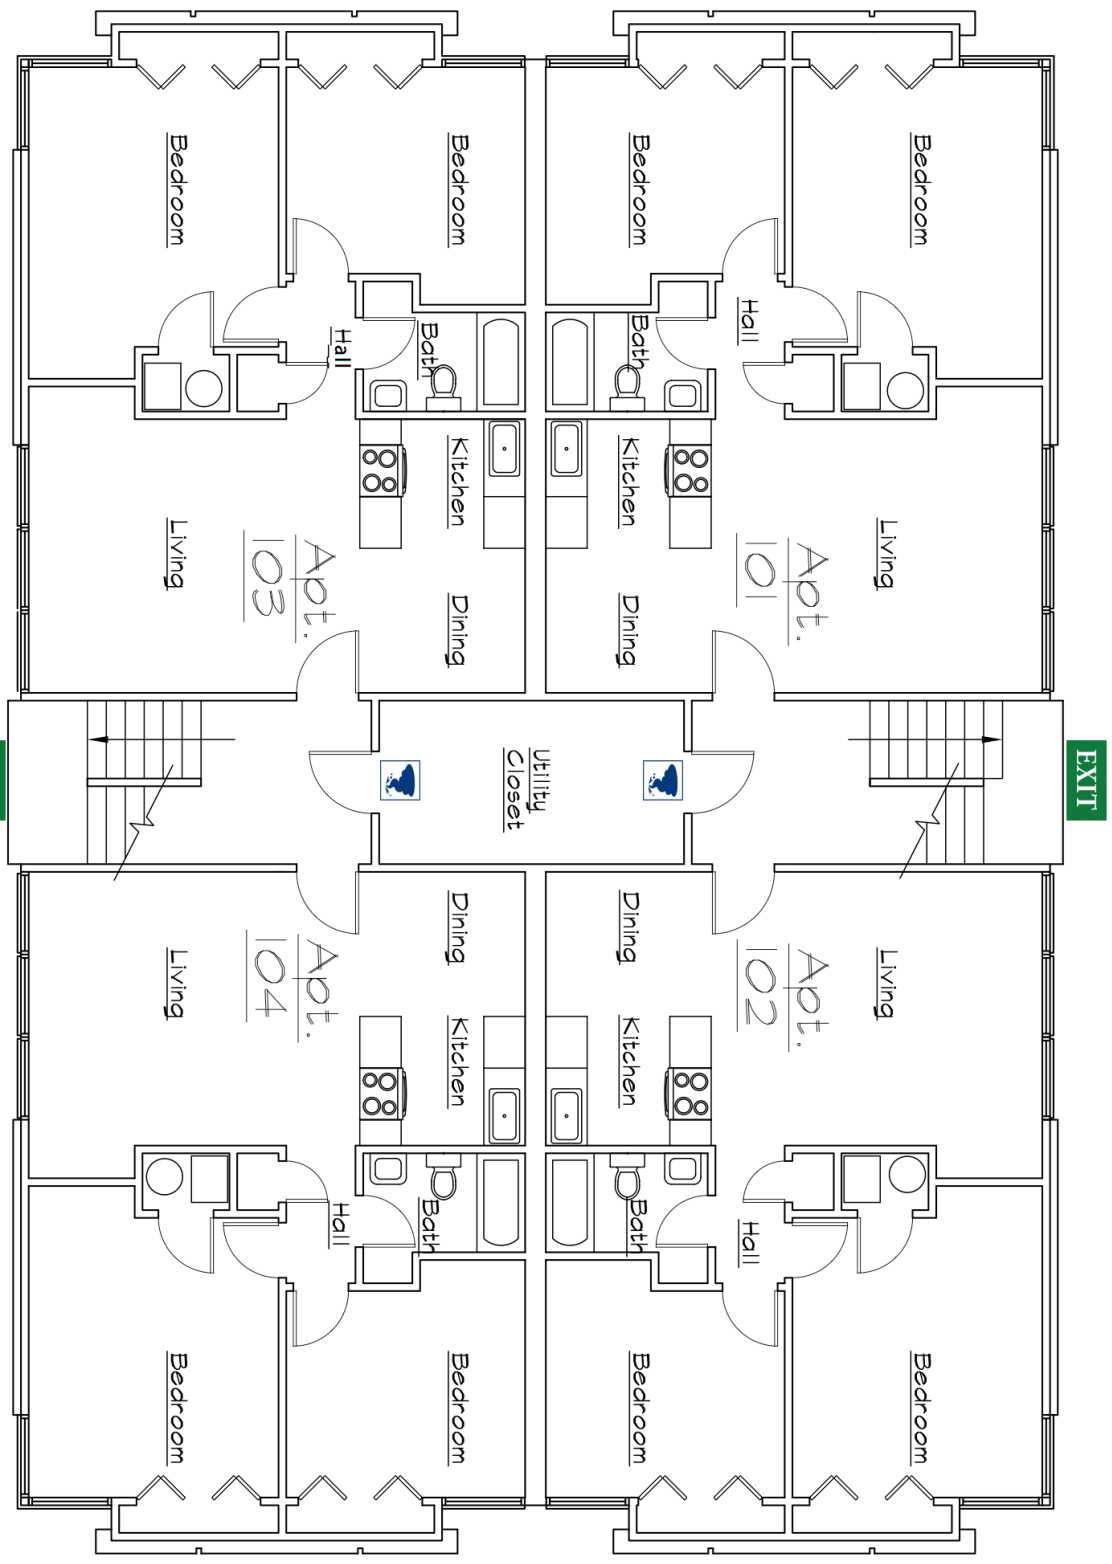 Bedroom
Bedroom
Bedroom
Bedroom
Hall
Bath
Bath
Hall
Kitchen
Kitchen
Living
Apt.
103
Dining
Dining
Apt.
101
Living
Utility
Closet
EXIT
Living
Apt.
104
Dining
Kitchen
Dining
Kitchen
Apt.
102
Living
Hall
Bath
Bath
Hall
Bedroom
Bedroom
Bedroom
Bedroom